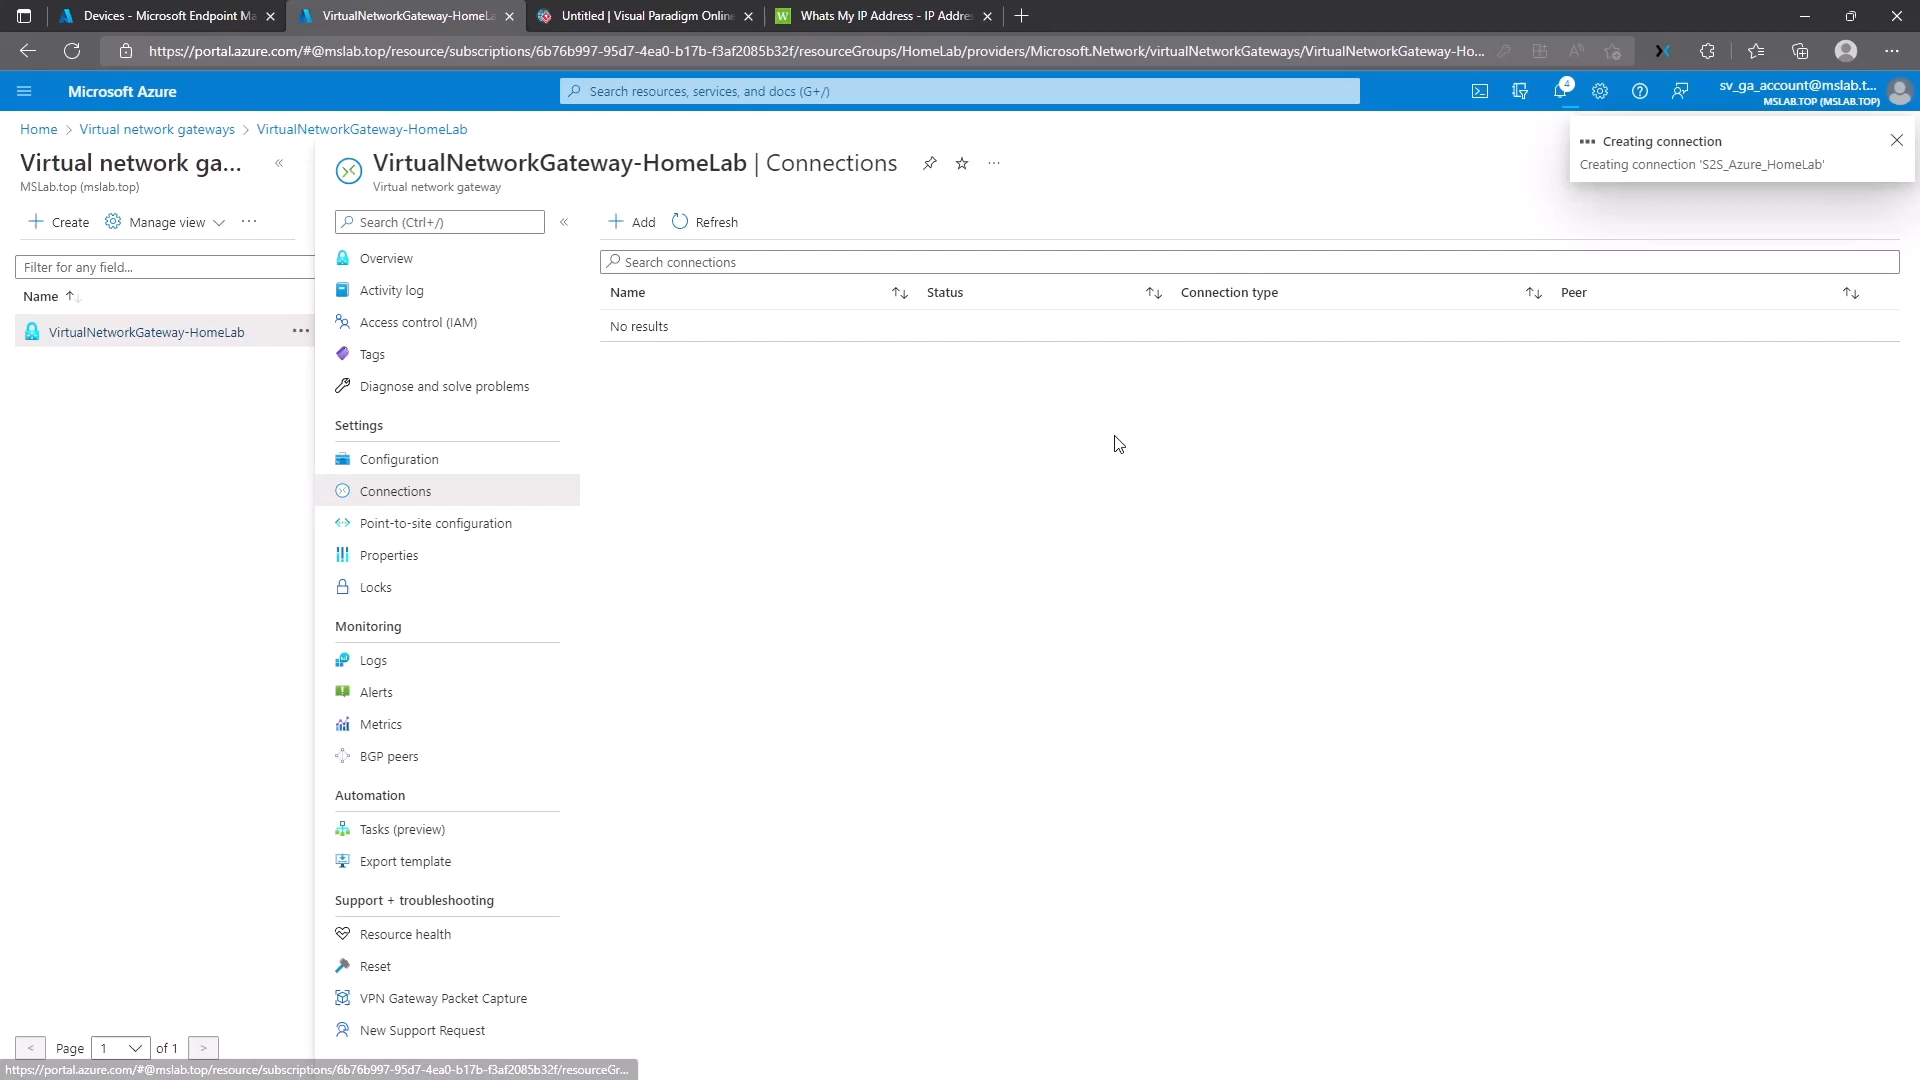 Devices - Microsoft Endpoint Ma
VirtualNetworkGateway-HomeLa
Untitled | Visual Paradigm Online
Whats My IP Address - IP Addres
https://portal.azure.com/#@mslab.top/resource/subscriptions/6b76b997-95d7-4ea0-b17b-f3af2085b32f/resourceGroups/HomeLab/providers/Microsoft.Network/virtualNetworkGateways/VirtualNetworkGateway-Ho...
Microsoft Azure
Search resources, services, and docs (G+/)
4
sv_ga_account@mslab.t...
MSLAB.TOP (MSLAB.TOP)
Home > Virtual network gateways > VirtualNetworkGateway-HomeLab
Creating connection
Creating connection 'S2S_Azure_HomeLab'
Virtual network ga...
MSLab.top (mslab.top)
Create
Manage view
Filter for any field...
Name
VirtualNetworkGateway-HomeLab
< Page 1 of 1 >
VirtualNetworkGateway-HomeLab | Connections
Virtual network gateway
Search (Ctrl+/)
Overview
Activity log
Access control (IAM)
Tags
Diagnose and solve problems
Settings
Configuration
Connections
Point-to-site configuration
Properties
Locks
Monitoring
Logs
Alerts
Metrics
BGP peers
Automation
Tasks (preview)
Export template
Support + troubleshooting
Resource health
Reset
VPN Gateway Packet Capture
New Support Request
Add
Refresh
Search connections
Name Status Connection type Peer
No results
https://portal.azure.com/#@mslab.top/resource/subscriptions/6b76b997-95d7-4ea0-b17b-f3af2085b32f/resourceGr...